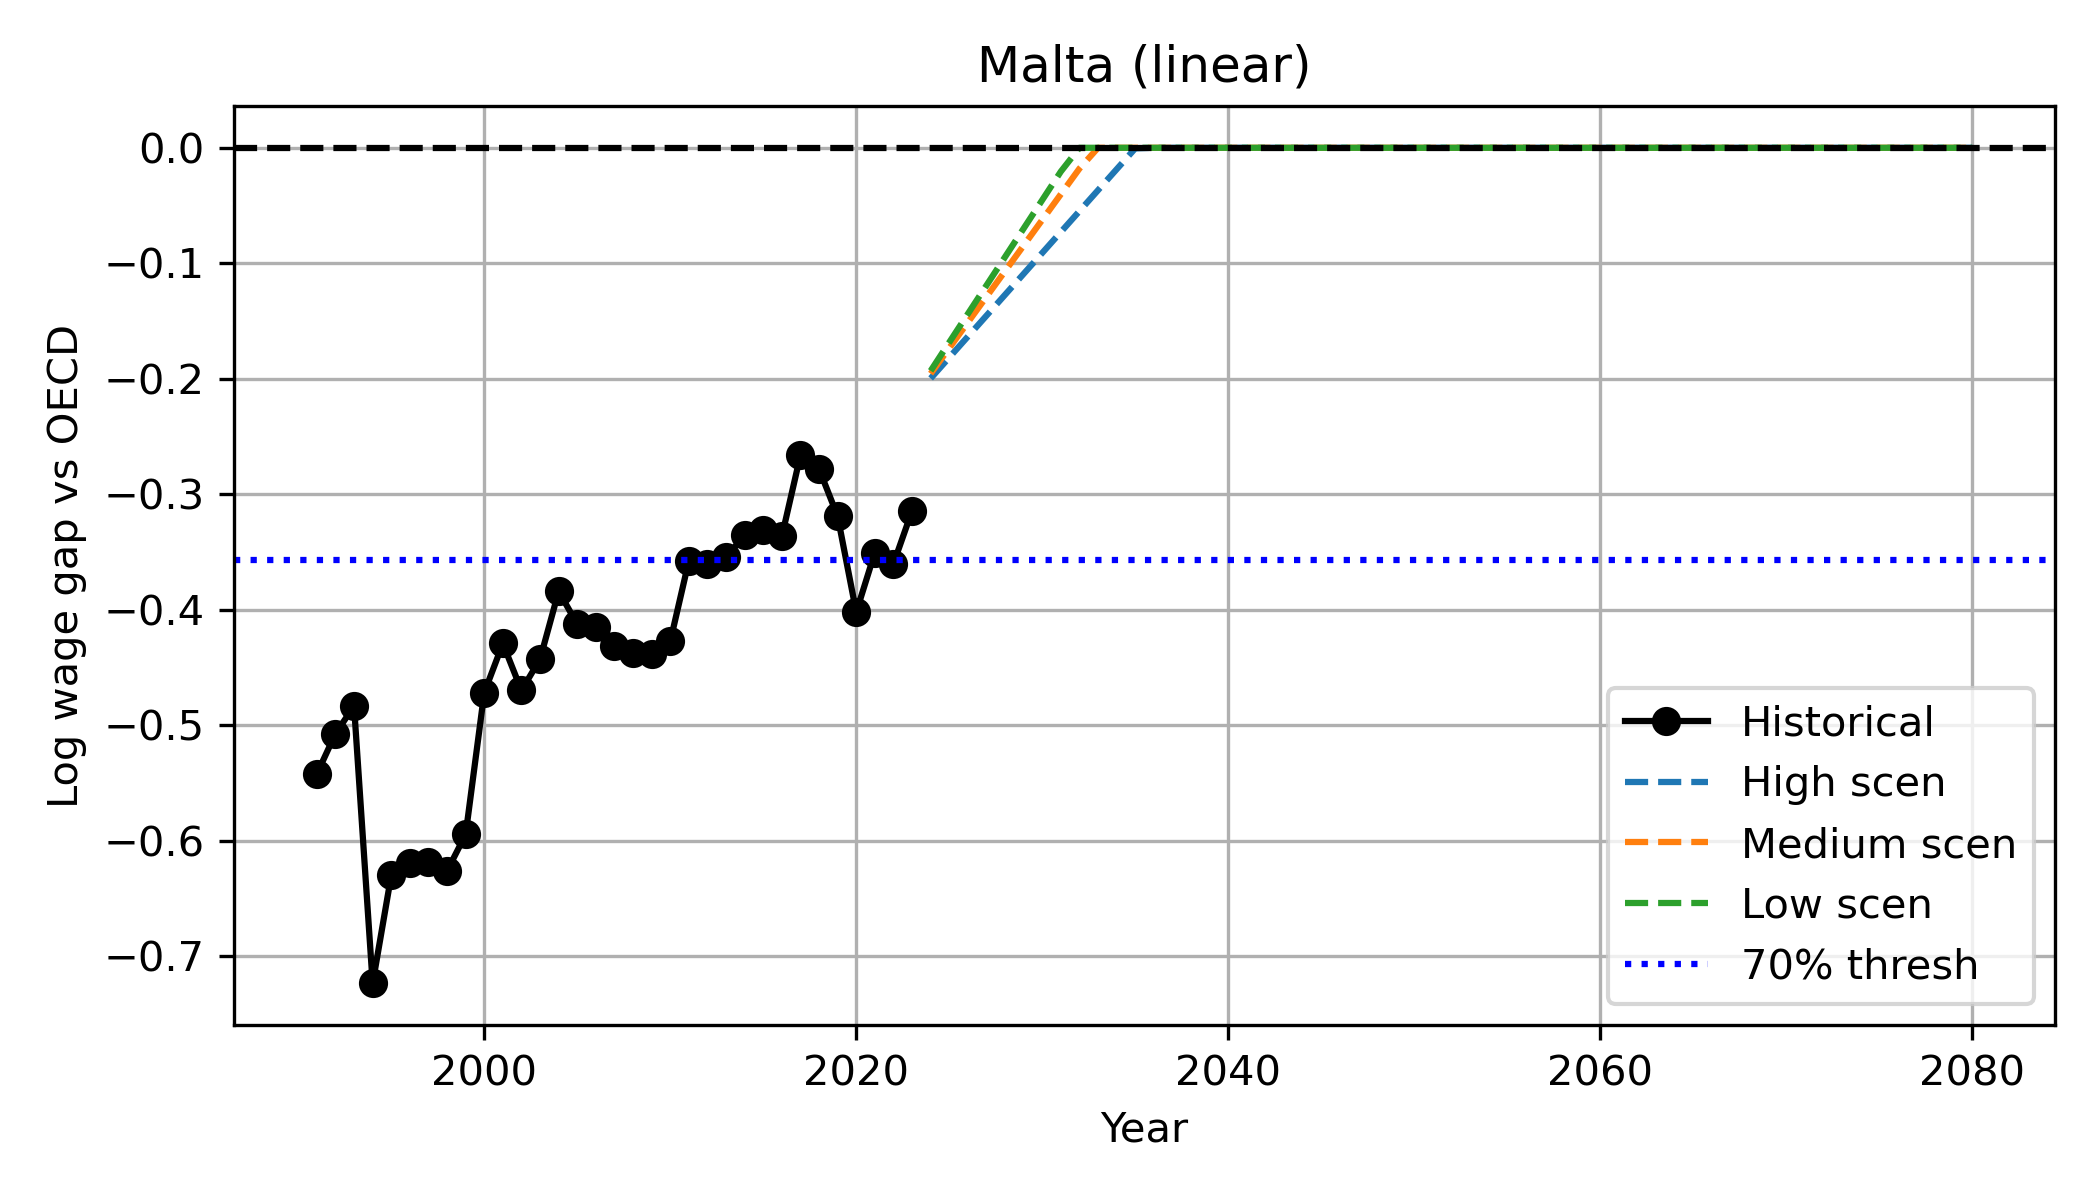 Malta (linear)
0.0
−0.1
−0.2
−0.3
−0.4
−0.5
−0.6
−0.7
Log wage gap vs OECD
2000 2020 2040 2060 2080
Year
Historical
High scen
Medium scen
Low scen
70% thresh